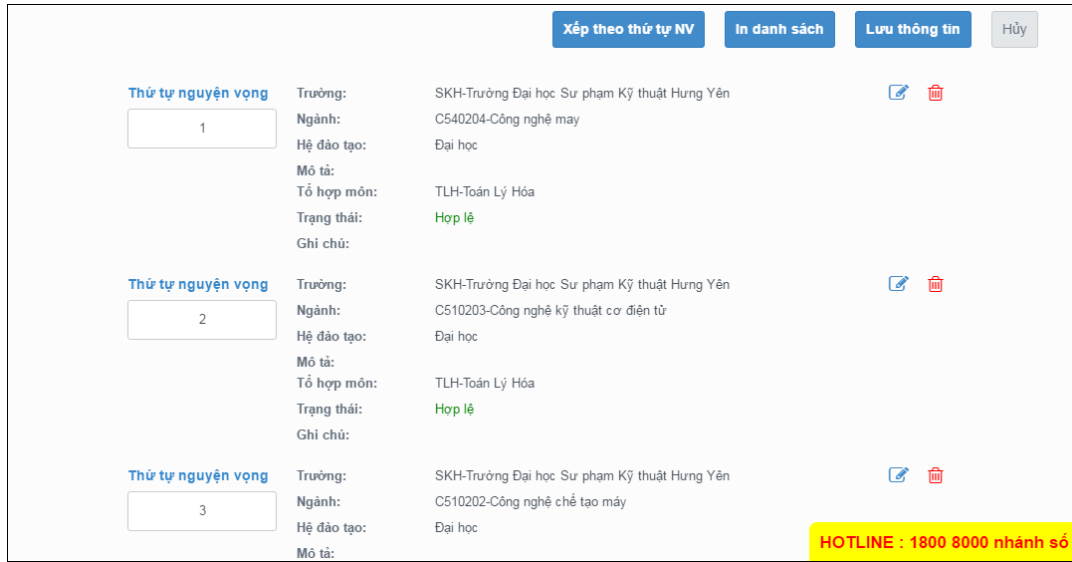 Xếp theo thứ tự NV In danh sách Lưu thông tin Hủy
Thứ tự nguyện vọng Trường: SKH-Trường Đại học Sư phạm Kỹ thuật Hưng Yên
1 Ngành: C540204-Công nghệ may
Hệ đào tạo: Đại học
Mô tả:
Tổ hợp môn: TLH-Toán Lý Hóa
Trạng thái: Hợp lệ
Ghi chú:
Thứ tự nguyện vọng Trường: SKH-Trường Đại học Sư phạm Kỹ thuật Hưng Yên
2 Ngành: C510203-Công nghệ kỹ thuật cơ điện tử
Hệ đào tạo: Đại học
Mô tả:
Tổ hợp môn: TLH-Toán Lý Hóa
Trạng thái: Hợp lệ
Ghi chú:
Thứ tự nguyện vọng Trường: SKH-Trường Đại học Sư phạm Kỹ thuật Hưng Yên
3 Ngành: C510202-Công nghệ chế tạo máy
Hệ đào tạo: Đại học
Mô tả:
HOTLINE : 1800 8000 nhánh số